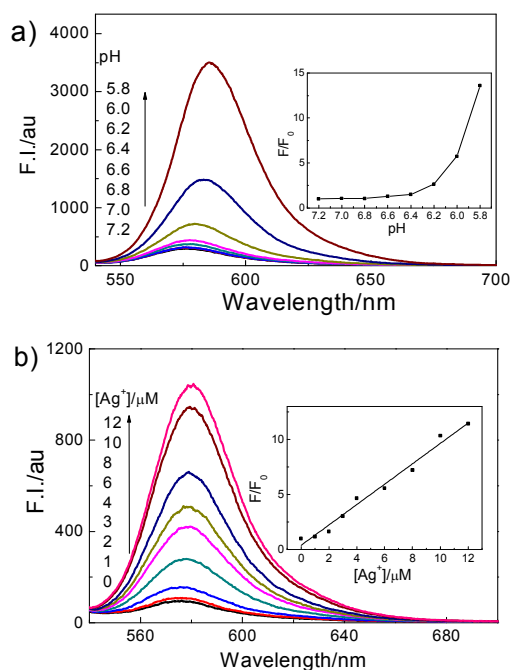 a)
4000
3000
2000
1000
0
F.I./au
pH
5.8
6.0
6.2
6.4
6.6
6.8
7.0
7.2
15
10
5
0
F/F0
7.2 7.0 6.8 6.6 6.4 6.2 6.0 5.8
pH
550 600 650 700
Wavelength/nm
b)
1200
900
600
300
0
F.I./au
[Ag+]/μM
12
10
8
6
4
3
2
1
0
10
5
0
F/F0
0 2 4 6 8 10 12
[Ag+]/μM
560 600 640 680
Wavelength/nm